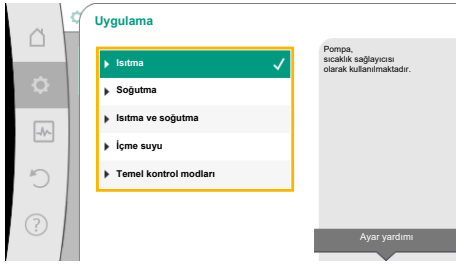 Uygulama
Isıtma
Soğutma
Isıtma ve soğutma
İçme suyu
Temel kontrol modları
Pompa,
sıcaklık sağlayıcısı
olarak kullanılmaktadır.
Ayar yardımı